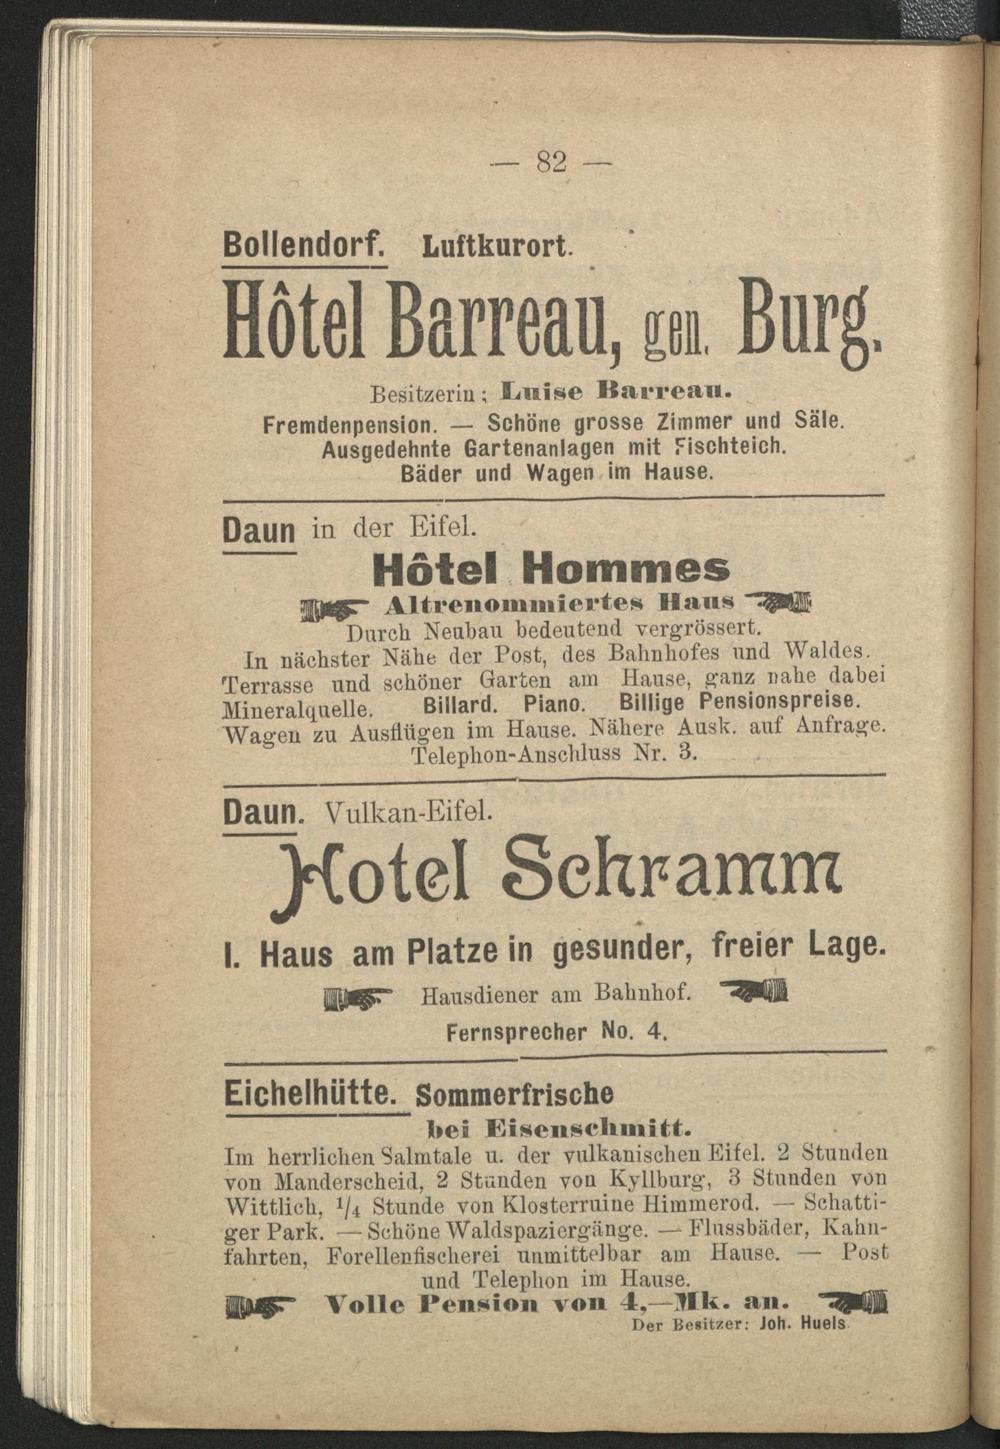 — 82 —
Bollendorf. Luftkurort.
Hôtel Barreau, gen. Burg.
Besitzerin: Luise Barreau.
Fremdenpension. — Schöne grosse Zimmer und Säle.
Ausgedehnte Gartenanlagen mit Fischteich.
Bäder und Wagen im Hause.
Daun in der Eifel.
Hôtel Hommes
Altrenommiertes Haus
Durch Neubau bedeutend vergrössert.
In nächster Nähe der Post, des Bahnhofes und Waldes.
Terrasse und schöner Garten am Hause, ganz nahe dabei
Mineralquelle. Billard. Piano. Billige Pensionspreise.
Wagen zu Ausflügen im Hause. Nähere Ausk. auf Anfrage.
Telephon-Anschluss Nr. 3.
Daun. Vulkan-Eifel.
Hotel Schramm
I. Haus am Platze in gesunder, freier Lage.
Hausdiener am Bahnhof.
Fernsprecher No. 4.
Eichelhütte. Sommerfrische
bei Eisenschmitt.
Im herrlichen Salmtale u. der vulkanischen Eifel. 2 Stunden
von Manderscheid, 2 Stunden von Kyllburg, 3 Stunden von
Wittlich, 1/4 Stunde von Klosterruine Himmerod. — Schatti-
ger Park. — Schöne Waldspaziergänge. — Flussbäder, Kahn-
fahrten, Forellenfischerei unmittelbar am Hause. — Post
und Telephon im Hause.
Volle Pension von 4,— Mk. an.
Der Besitzer: Joh. Huels.